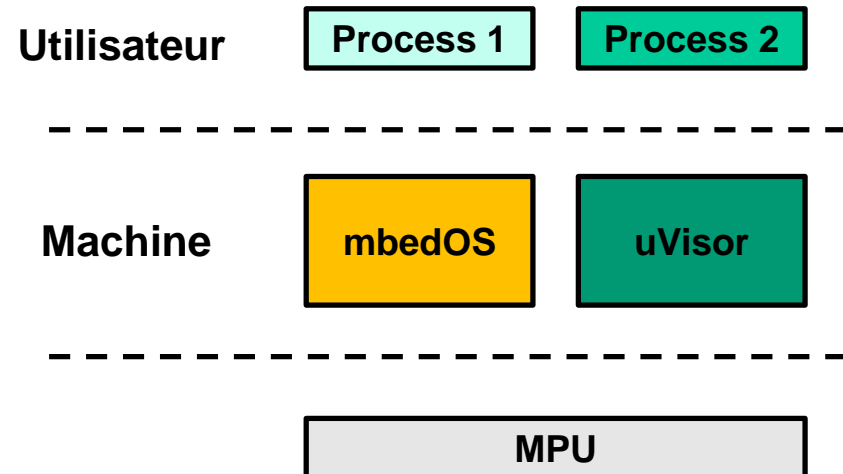 Utilisateur
Process 1
Process 2
Machine
mbedOS
uVisor
MPU